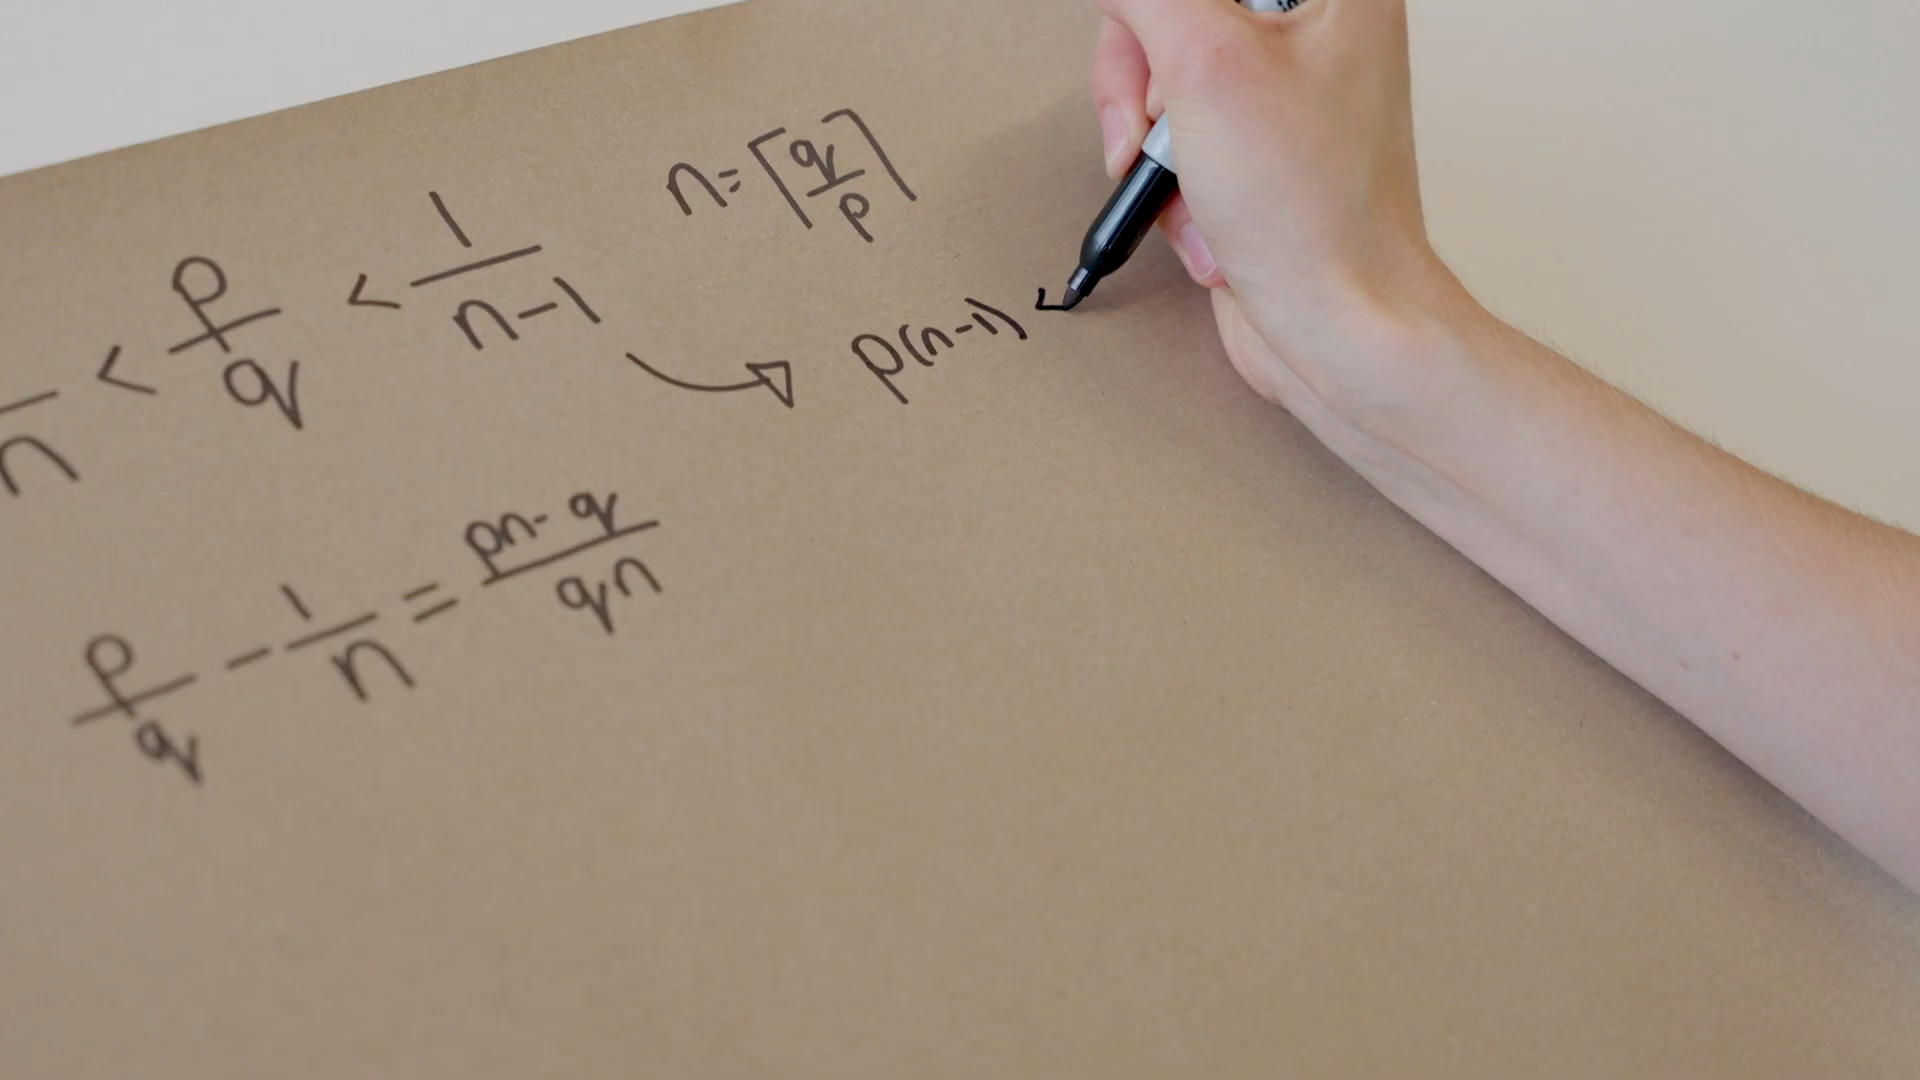 n = ⌈q/p⌉
/n < p/q < 1/(n-1)
p(n-1) <
p/q - 1/n = (pn-q)/(qn)